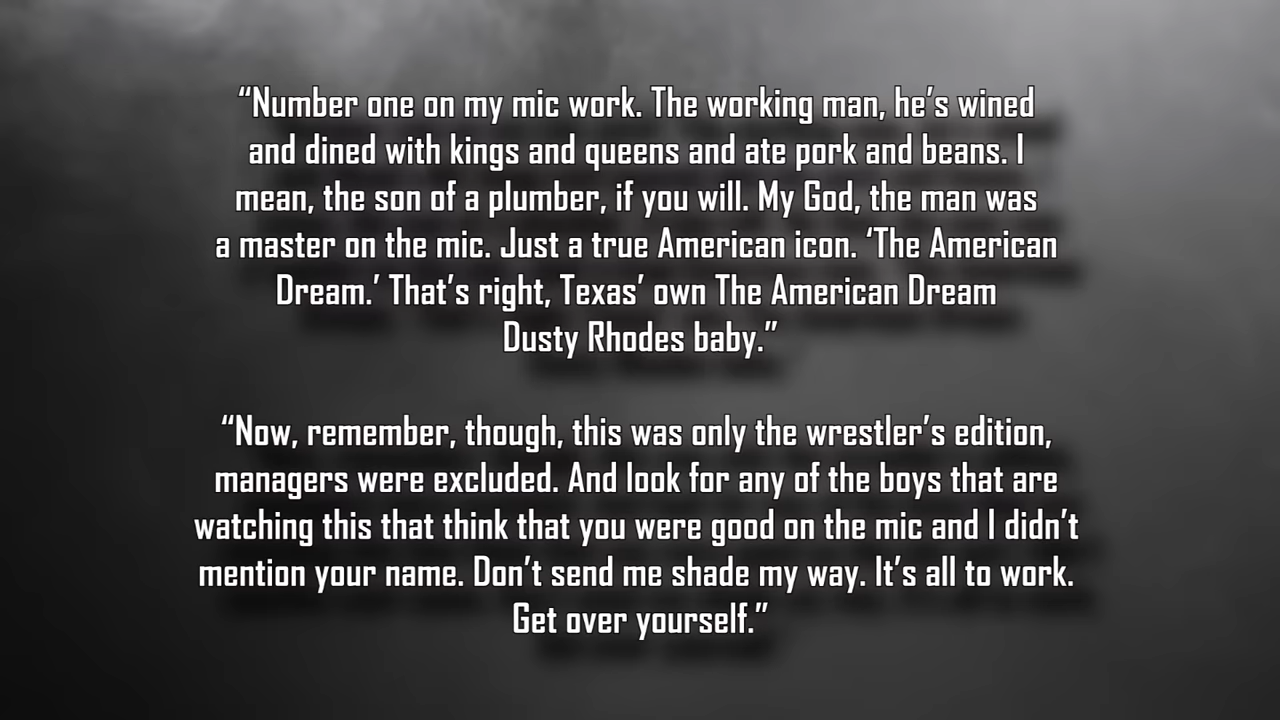 “Number one on my mic work. The working man, he’s wined
and dined with kings and queens and ate pork and beans. I
mean, the son of a plumber, if you will. My God, the man was
a master on the mic. Just a true American icon. ‘The American
Dream.’ That’s right, Texas’ own The American Dream
Dusty Rhodes baby.”
“Now, remember, though, this was only the wrestler’s edition,
managers were excluded. And look for any of the boys that are
watching this that think that you were good on the mic and I didn’t
mention your name. Don’t send me shade my way. It’s all to work.
Get over yourself.”